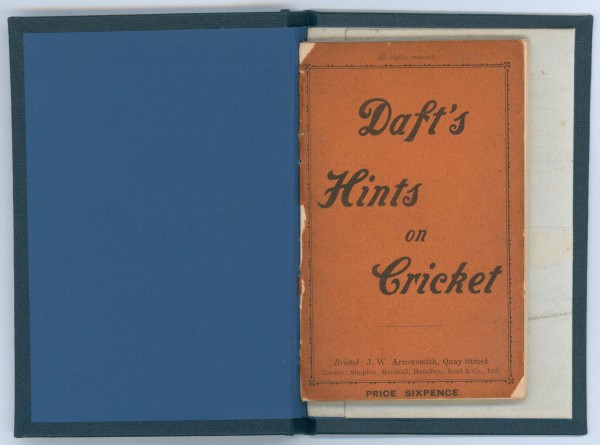 All rights reserved
Daft's
Hints
on
Cricket
Bristol: J. W. Arrowsmith, Quay Street
London: Simpkin, Marshall, Hamilton, Kent & Co., Ltd.
PRICE SIXPENCE